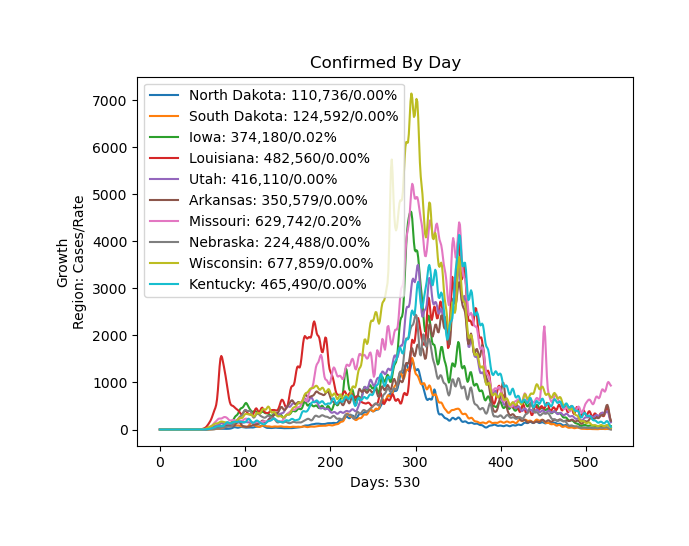 Confirmed By Day
7000
6000
5000
4000
3000
2000
1000
0
Growth
Region: Cases/Rate
North Dakota: 110,736/0.00%
South Dakota: 124,592/0.00%
Iowa: 374,180/0.02%
Louisiana: 482,560/0.00%
Utah: 416,110/0.00%
Arkansas: 350,579/0.00%
Missouri: 629,742/0.20%
Nebraska: 224,488/0.00%
Wisconsin: 677,859/0.00%
Kentucky: 465,490/0.00%
0 100 200 300 400 500
Days: 530